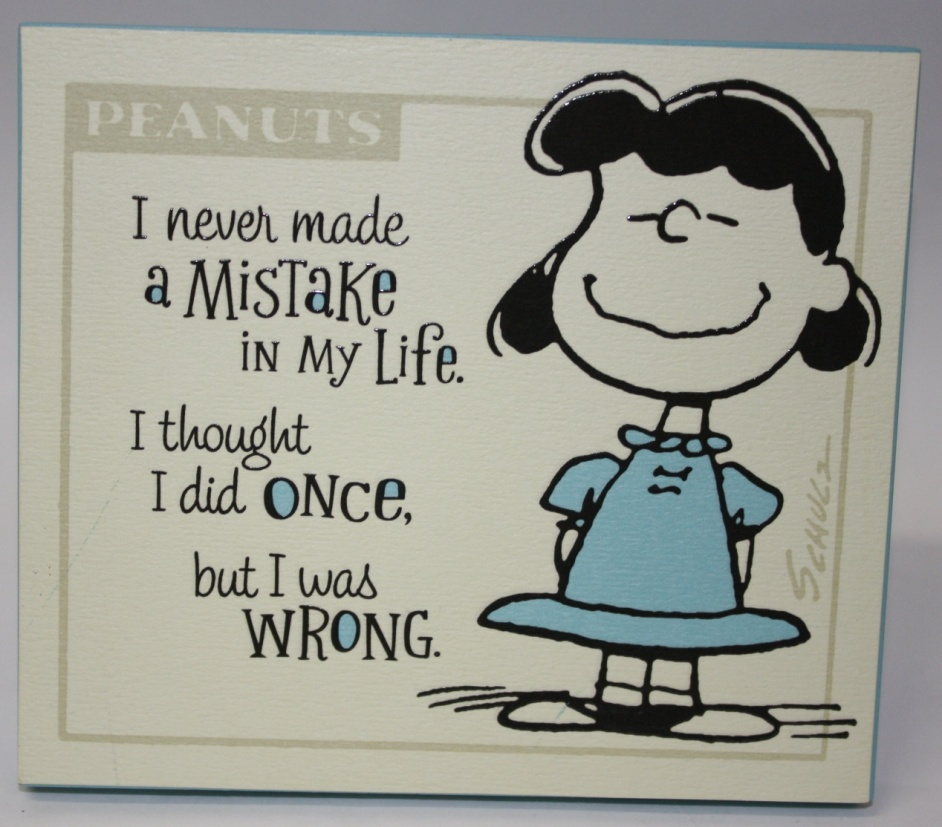 PEANUTS
I never made
a MisTaKe
iN My Life.
I thought
I did ONce,
but I was
WRONG.
SCHULZ